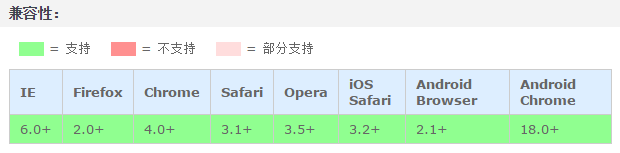 兼容性：
= 支持 = 不支持 = 部分支持
IE Firefox Chrome Safari Opera iOS Safari Android Browser Android Chrome
6.0+ 2.0+ 4.0+ 3.1+ 3.5+ 3.2+ 2.1+ 18.0+